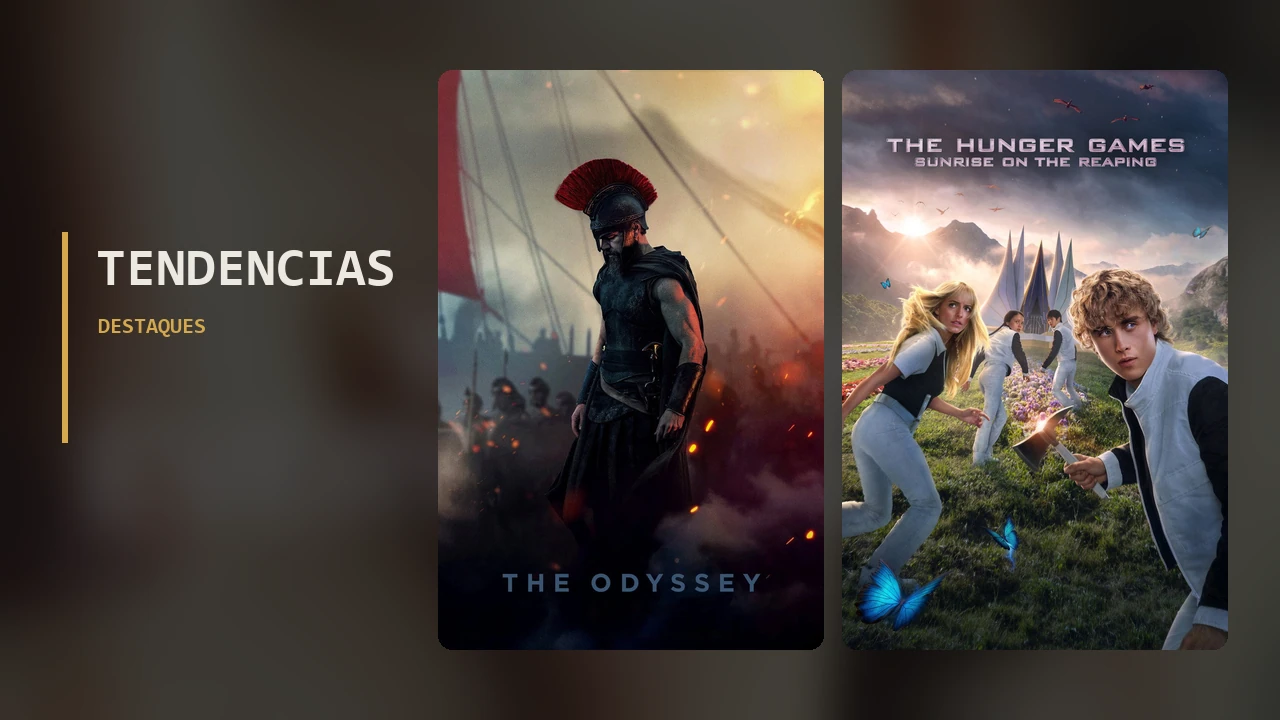 TENDENCIAS
DESTAQUES
THE ODYSSEY
THE HUNGER GAMES
SUNRISE ON THE REAPING